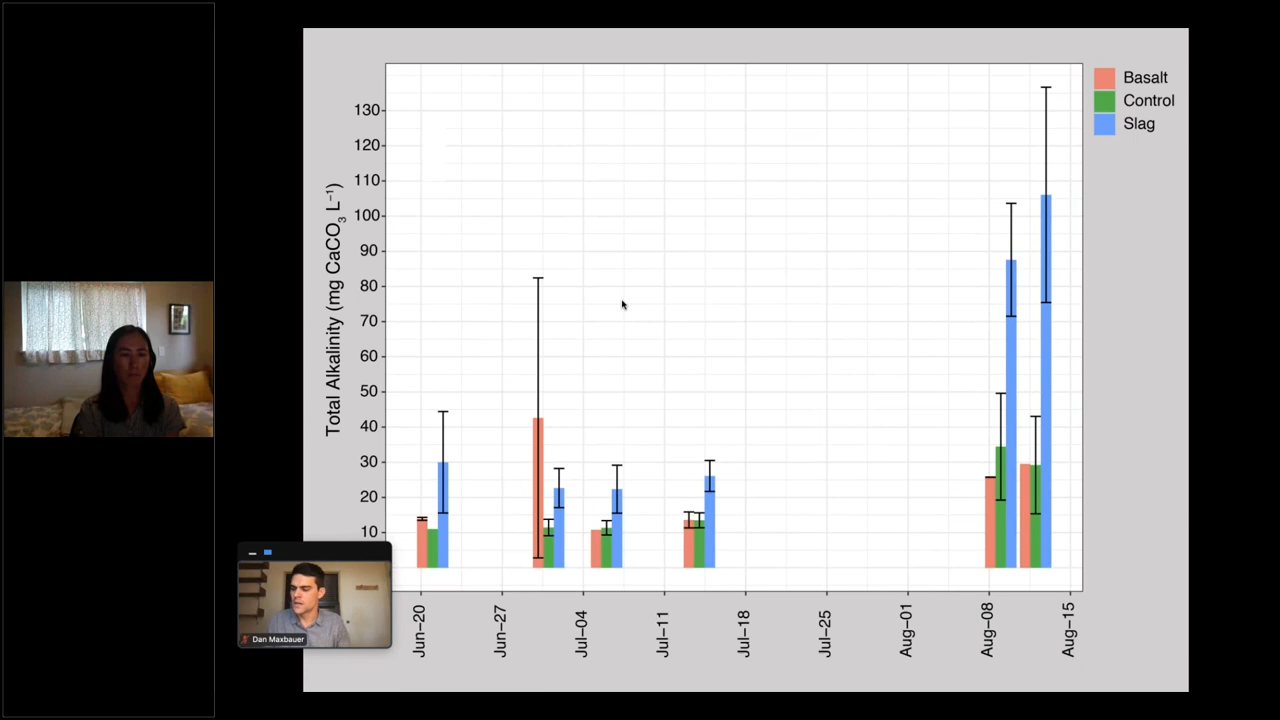 Basalt
Control
Slag
Total Alkalinity (mg CaCO₃ L⁻¹)
130
120
110
100
90
80
70
60
50
40
30
20
10
Jun–20
Jun–27
Jul–04
Jul–11
Jul–18
Jul–25
Aug–01
Aug–08
Aug–15
Dan Maxbauer